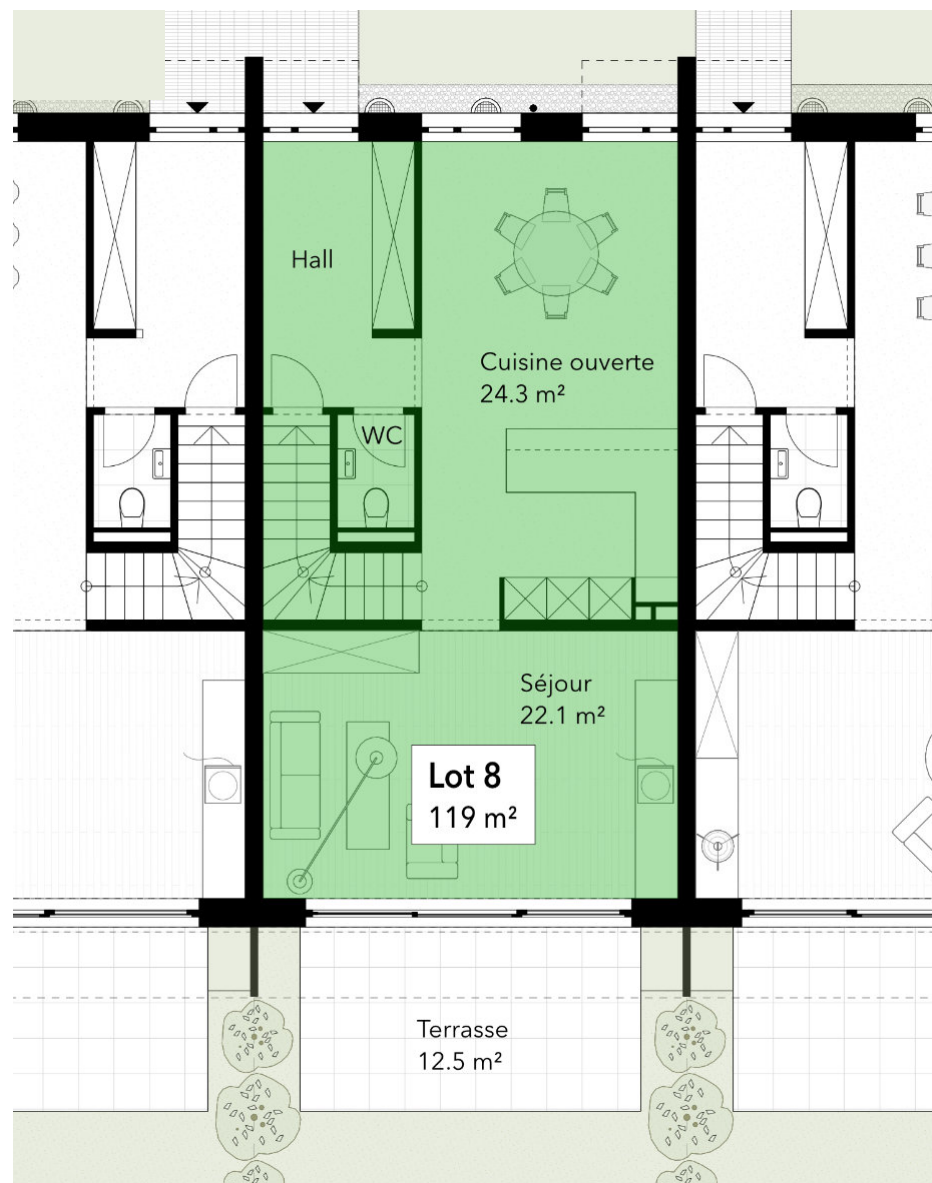 Hall
Cuisine ouverte
24.3 m²
WC
Séjour
22.1 m²
Lot 8
119 m²
Terrasse
12.5 m²